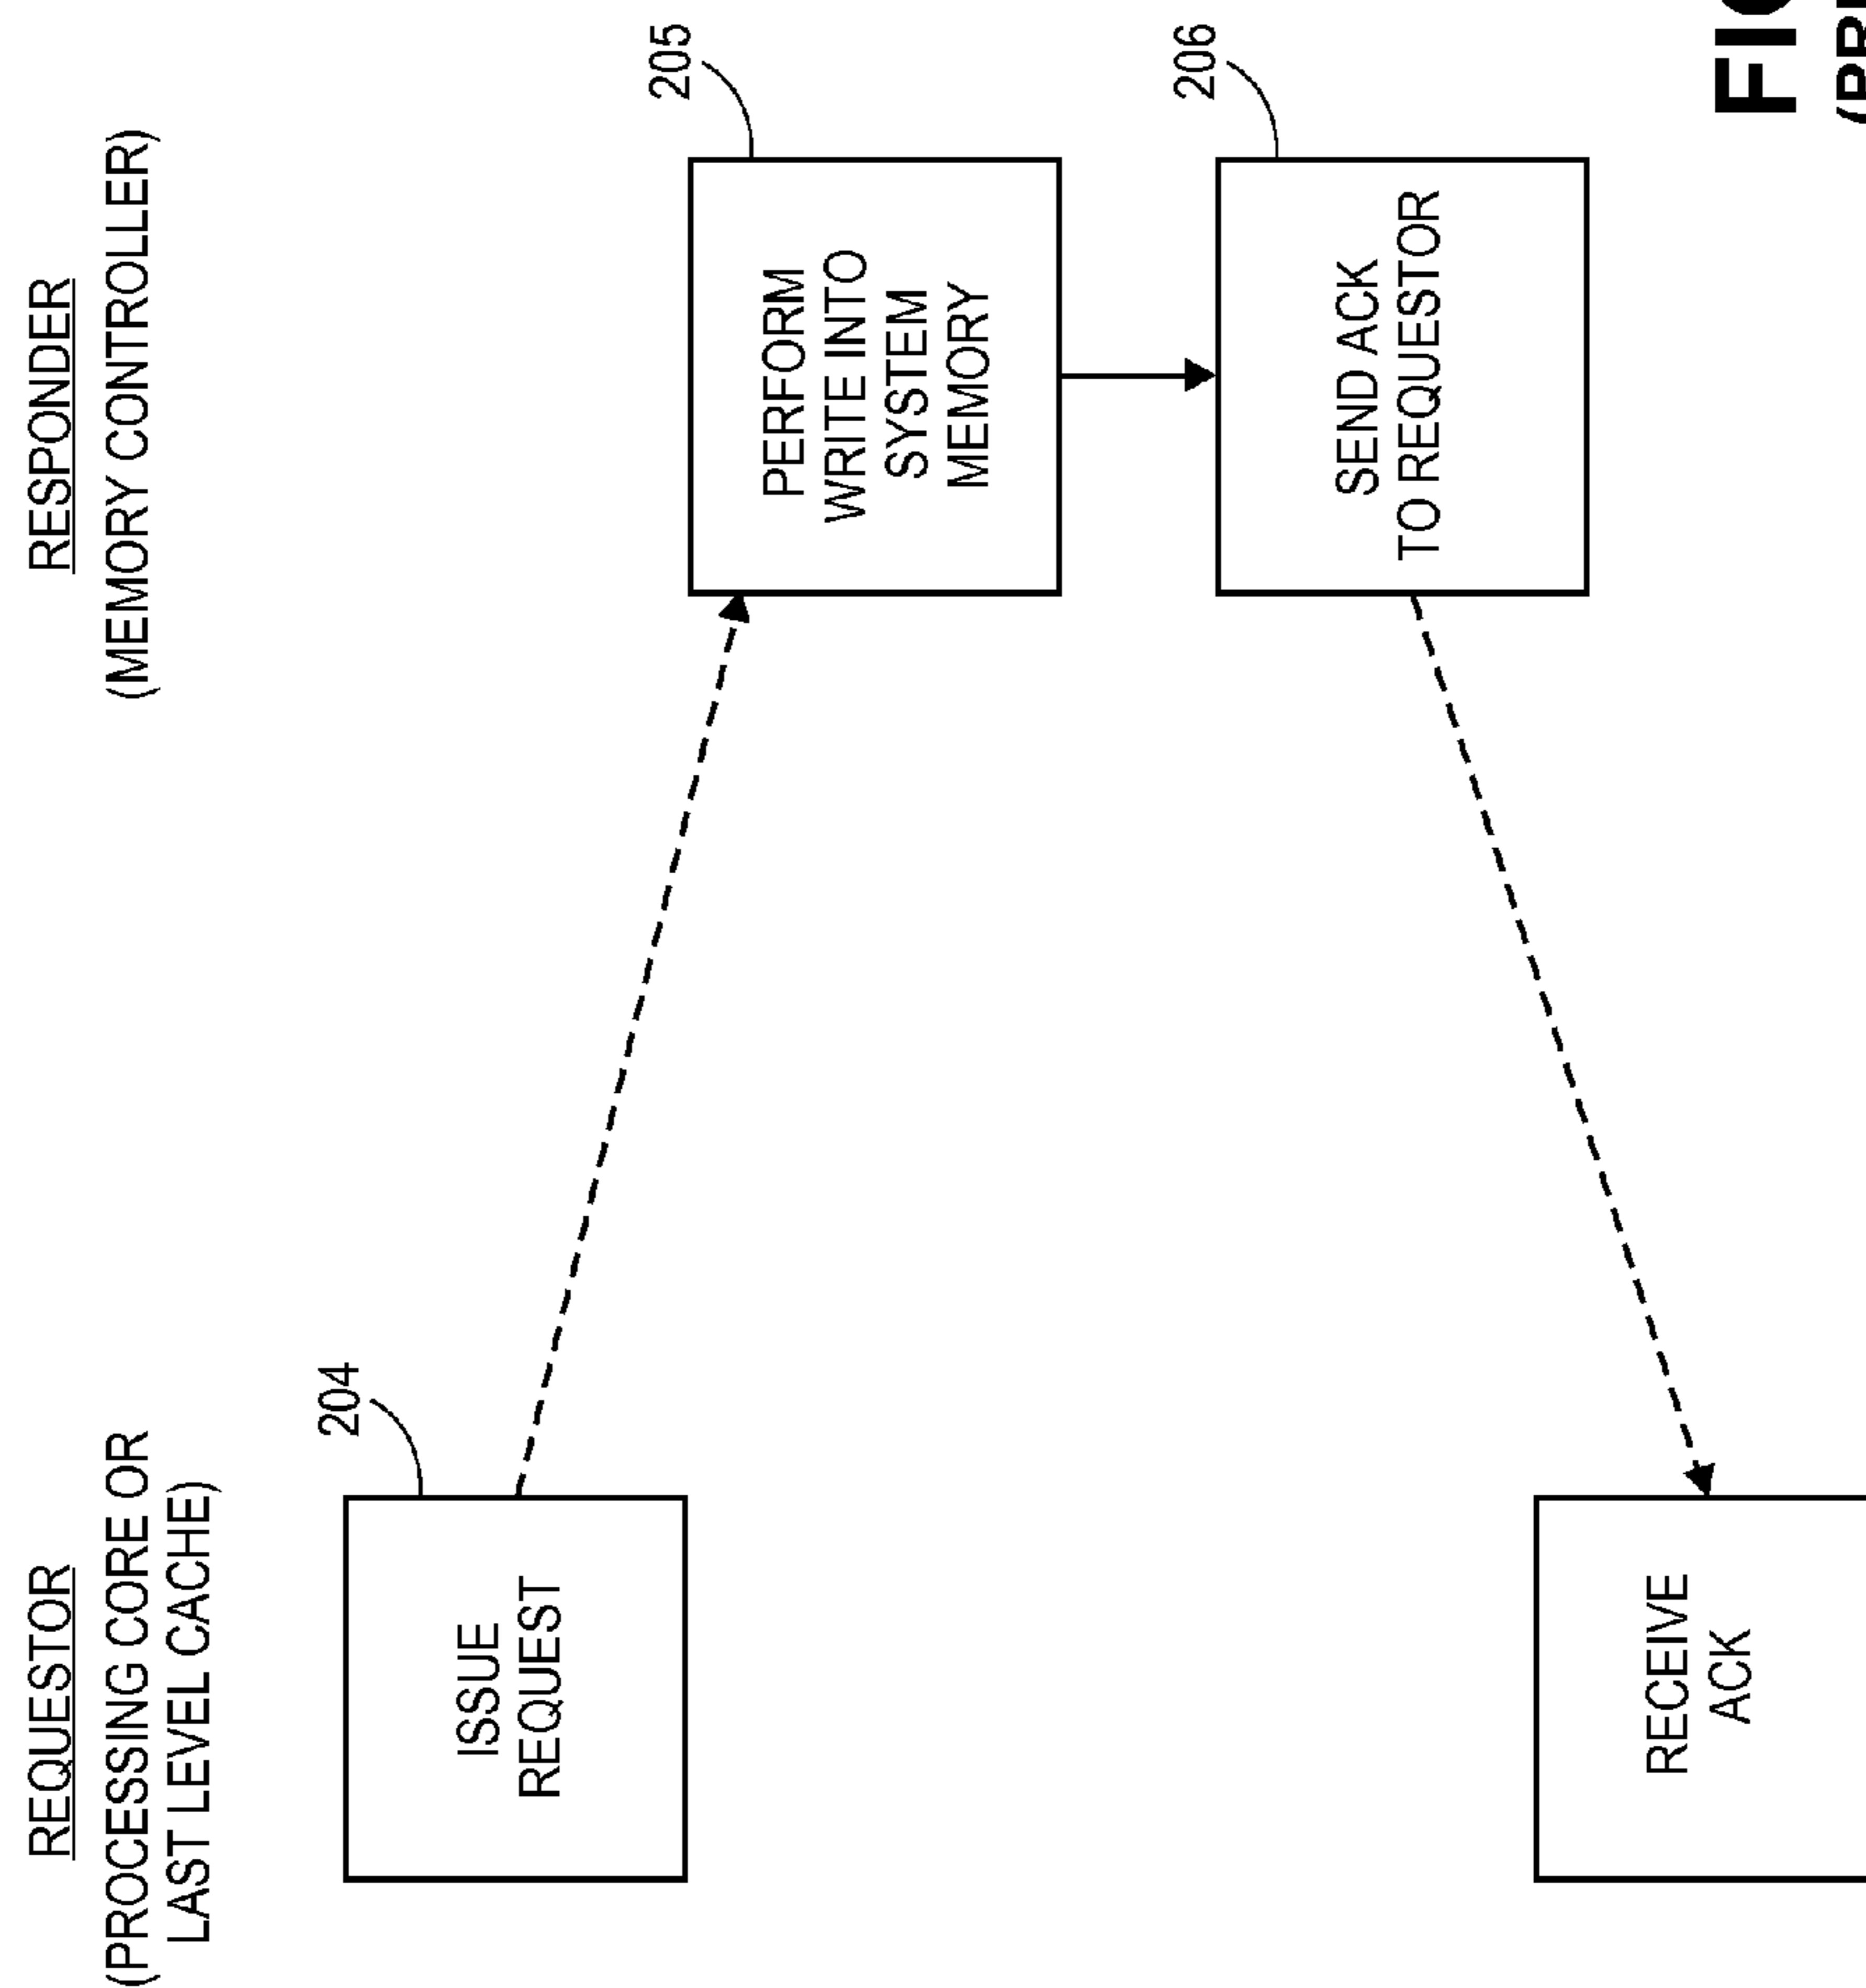 REQUESTOR
(PROCESSING CORE OR
LAST LEVEL CACHE)
RESPONDER
(MEMORY CONTROLLER)
204
ISSUE
REQUEST
205
PERFORM
WRITE INTO
SYSTEM
MEMORY
206
SEND ACK
TO REQUESTOR
RECEIVE
ACK